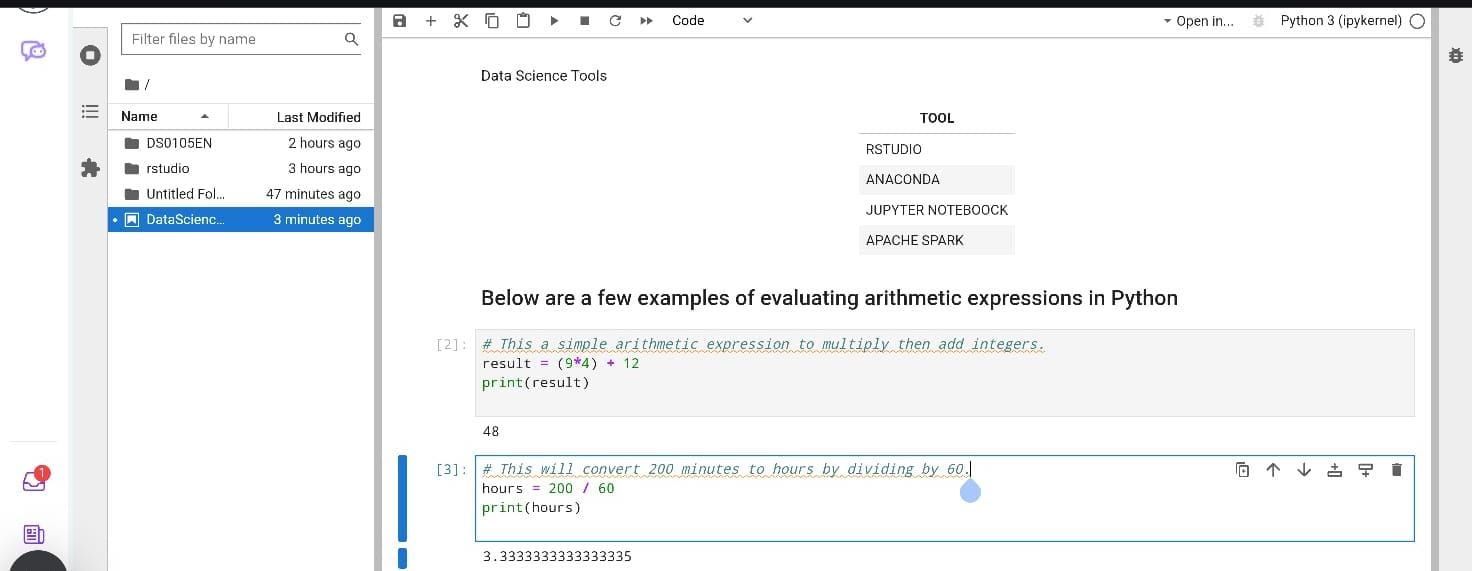 Filter files by name
/
Name Last Modified
DS0105EN 2 hours ago
rstudio 3 hours ago
Untitled Fol... 47 minutes ago
DataScienc... 3 minutes ago
1
Code
Open in...
Python 3 (ipykernel)
Data Science Tools
TOOL
RSTUDIO
ANACONDA
JUPYTER NOTEBOOCK
APACHE SPARK
Below are a few examples of evaluating arithmetic expressions in Python
[2]: # This a simple arithmetic expression to multiply then add integers.
result = (9*4) + 12
print(result)
48
[3]: # This will convert 200 minutes to hours by dividing by 60.
hours = 200 / 60
print(hours)
3.3333333333333335